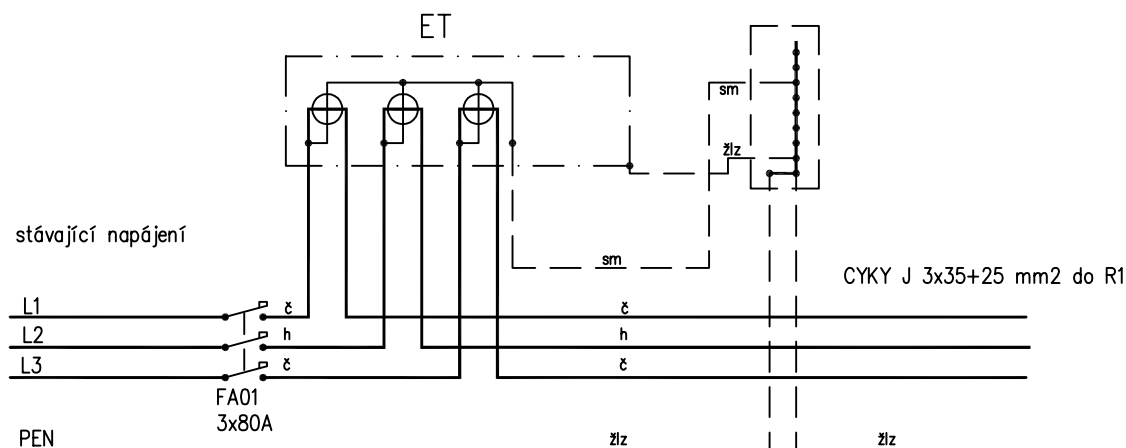 ET
sm
žlz
stávající napájení
sm
CYKY J 3x35+25 mm2 do R1
L1
č
č
L2
h
h
L3
č
č
FA01
3x80A
PEN
žlz
žlz